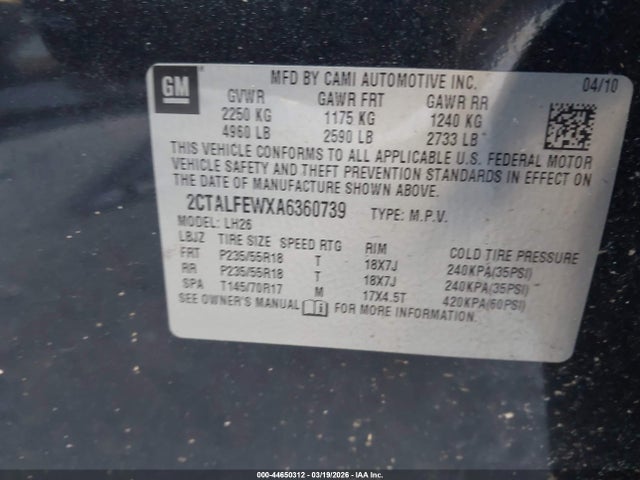 GM
MFD BY CAMI AUTOMOTIVE INC.
04/10
GVWR GAWR FRT GAWR RR
2250 KG 1175 KG 1240 KG
4960 LB 2590 LB 2733 LB
THIS VEHICLE CONFORMS TO ALL APPLICABLE U.S. FEDERAL MOTOR
VEHICLE SAFETY AND THEFT PREVENTION STANDARDS IN EFFECT ON
THE DATE OF MANUFACTURE SHOWN ABOVE.
2CTALFEWXA6360739 TYPE: M.P.V.
MODEL: LH26
LBJZ TIRE SIZE SPEED RTG RIM COLD TIRE PRESSURE
FRT P235/55R18 T 18X7J 240KPA(35PSI)
RR P235/55R18 T 18X7J 240KPA(35PSI)
SPA T145/70R17 M 17X4.5T 420KPA(60PSI)
SEE OWNER'S MANUAL FOR MORE INFORMATION.
000-44650312 - 03/19/2026 - IAAI.com